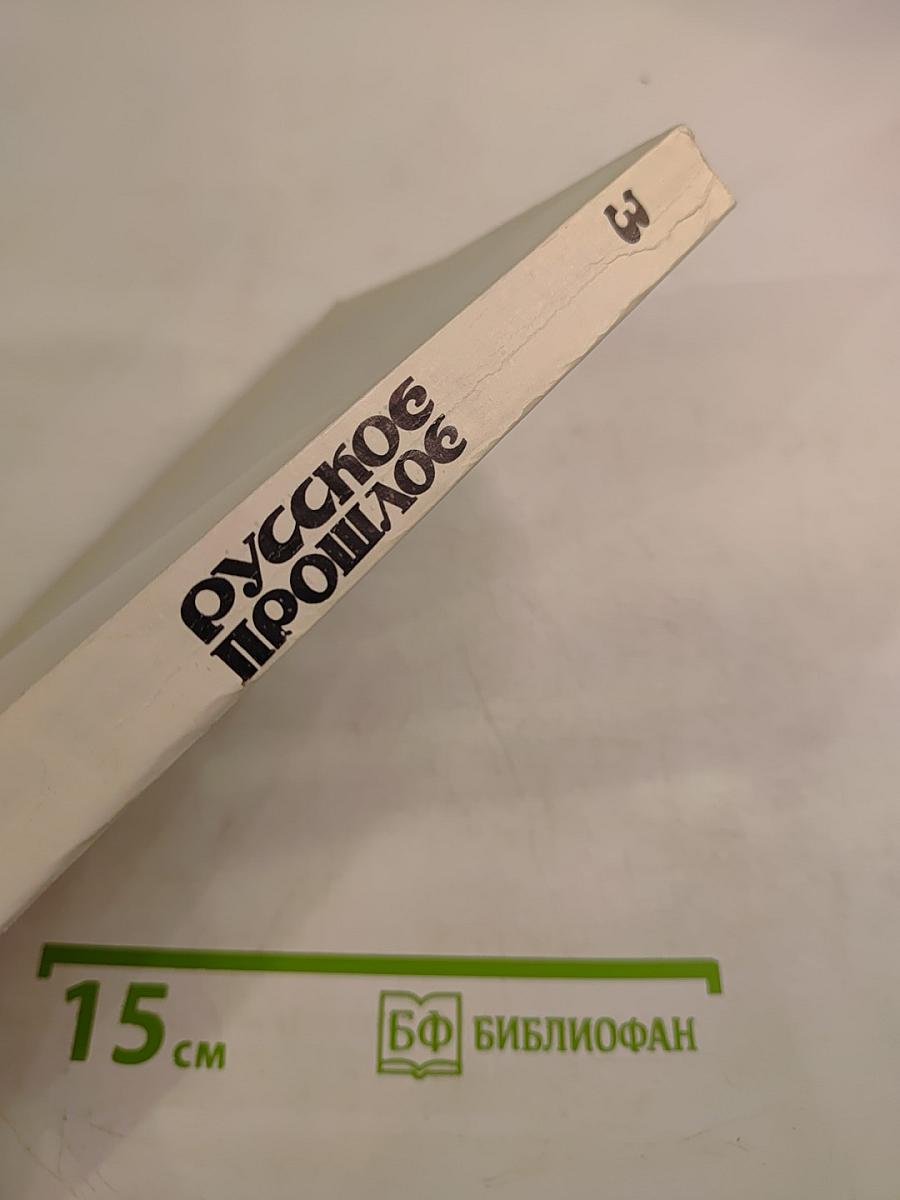 3
РУССКОЕ
ПРОШЛОЕ
15 см
БФ БИБЛИОФАН